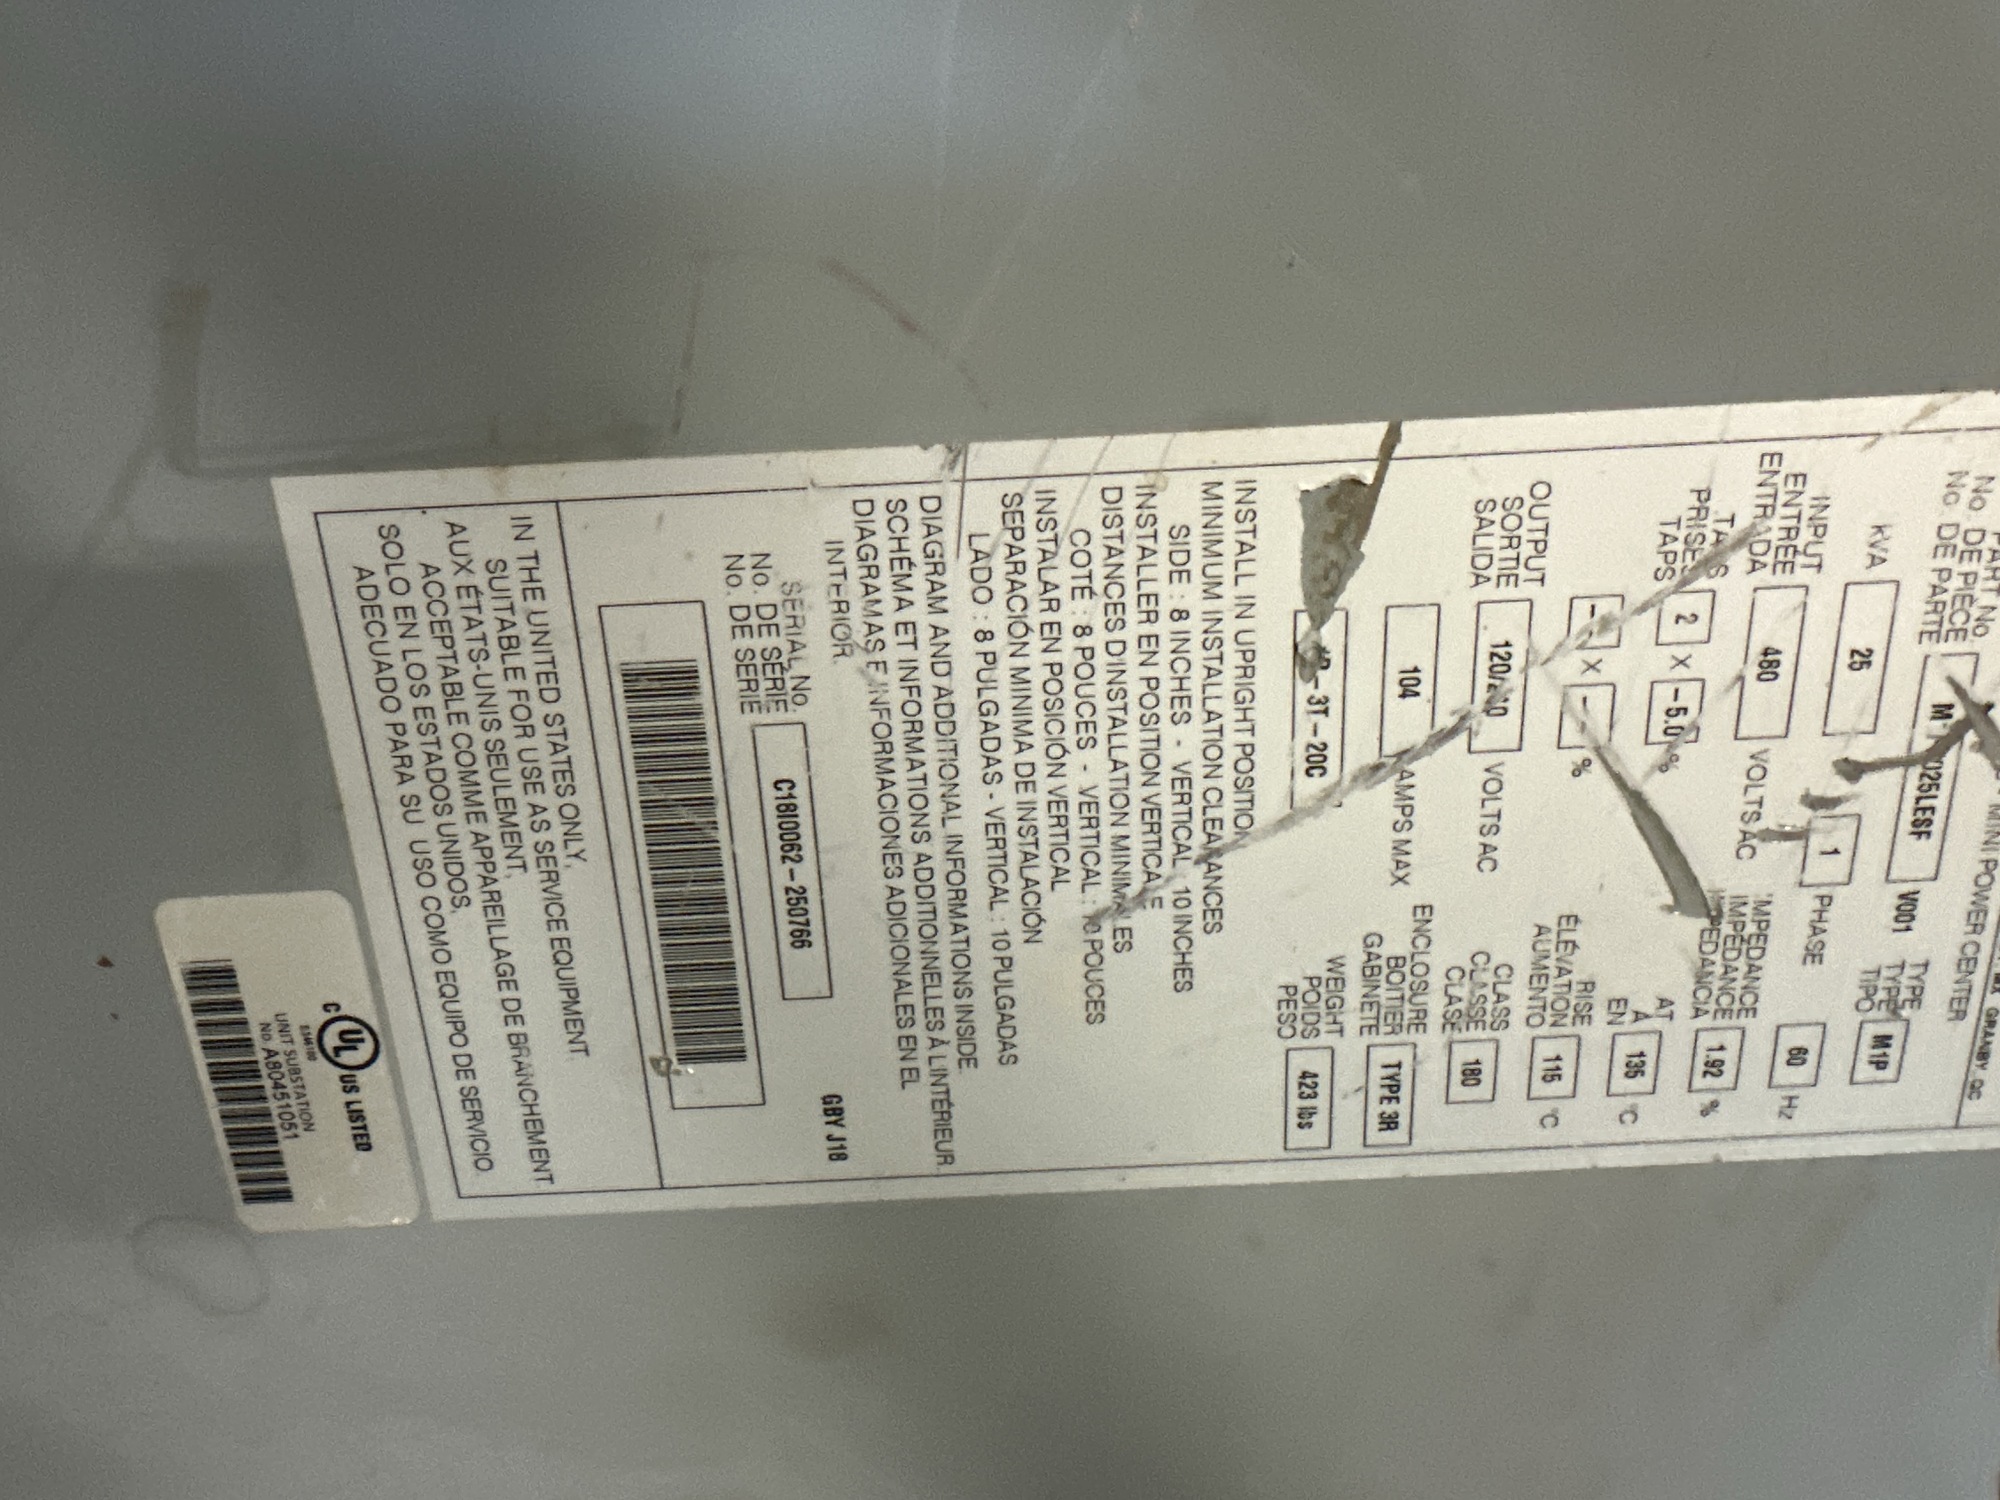 MINI POWER CENTER
GRANBY QC
PART No.
No. DE PIÈCE
No. DE PARTE
025LESF V001
TYPE
TYPE
TIPO
M1P
kVA 25
1 PHASE
60 Hz
INPUT
ENTRÉE
ENTRADA
480 VOLTS AC
IMPEDANCE
IMPÉDANCE
IMPEDANCIA
1.92 %
TAPS
PRISES
TAPS
2 X -5.0 %
AT
À
EN
135 °C
- X - %
RISE
ÉLÉVATION
AUMENTO
115 °C
OUTPUT
SORTIE
SALIDA
120/240 VOLTS AC
CLASS
CLASSE
CLASE
180
104 AMPS MAX
ENCLOSURE
BOITIER
GABINETE
TYPE 3R
- 3T - 20C
WEIGHT
POIDS
PESO
423 lbs
INSTALL IN UPRIGHT POSITION
MINIMUM INSTALLATION CLEARANCES
SIDE : 8 INCHES - VERTICAL 10 INCHES
INSTALLER EN POSITION VERTICALE
DISTANCES D'INSTALLATION MINIMALES
COTÉ : 8 POUCES - VERTICAL : 10 POUCES
INSTALAR EN POSICIÓN VERTICAL
SEPARACIÓN MINIMA DE INSTALACIÓN
LADO : 8 PULGADAS - VERTICAL : 10 PULGADAS
DIAGRAM AND ADDITIONAL INFORMATIONS INSIDE
SCHÉMA ET INFORMATIONS ADDITIONNELLES À L'INTÉRIEUR
DIAGRAMAS E INFORMACIONES ADICIONALES EN EL
INTERIOR.
GBY J18
SERIAL No.
No. DE SÉRIE
No. DE SERIE
C18I0062 - 250766
IN THE UNITED STATES ONLY,
SUITABLE FOR USE AS SERVICE EQUIPMENT
AUX ÉTATS-UNIS SEULEMENT,
ACCEPTABLE COMME APPAREILLAGE DE BRANCHEMENT
SOLO EN LOS ESTADOS UNIDOS,
ADECUADO PARA SU USO COMO EQUIPO DE SERVICIO
C UL US LISTED
UNIT SUBSTATION
No. A80451051